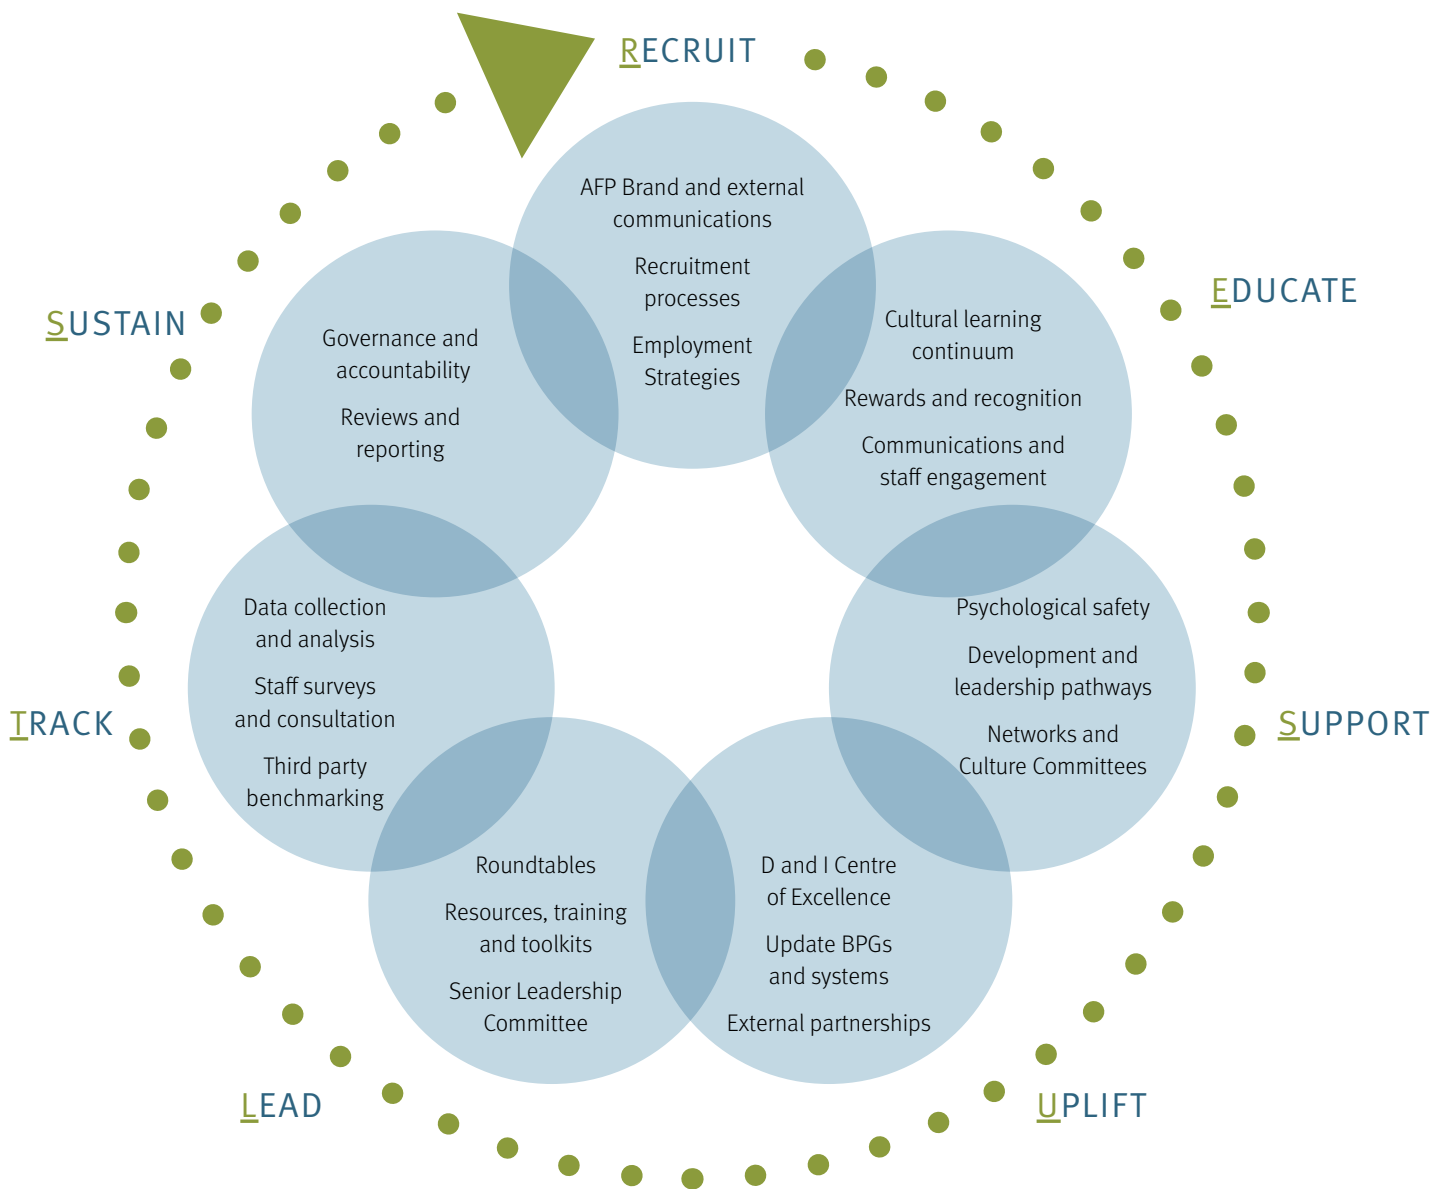 RECRUIT
AFP Brand and external
communications
Recruitment
processes
Employment
Strategies
EDUCATE
Cultural learning
continuum
Rewards and recognition
Communications and
staff engagement
SUPPORT
Psychological safety
Development and
leadership pathways
Networks and
Culture Committees
UPLIFT
D and I Centre
of Excellence
Update BPGs
and systems
External partnerships
LEAD
Roundtables
Resources, training
and toolkits
Senior Leadership
Committee
TRACK
Data collection
and analysis
Staff surveys
and consultation
Third party
benchmarking
SUSTAIN
Governance and
accountability
Reviews and
reporting